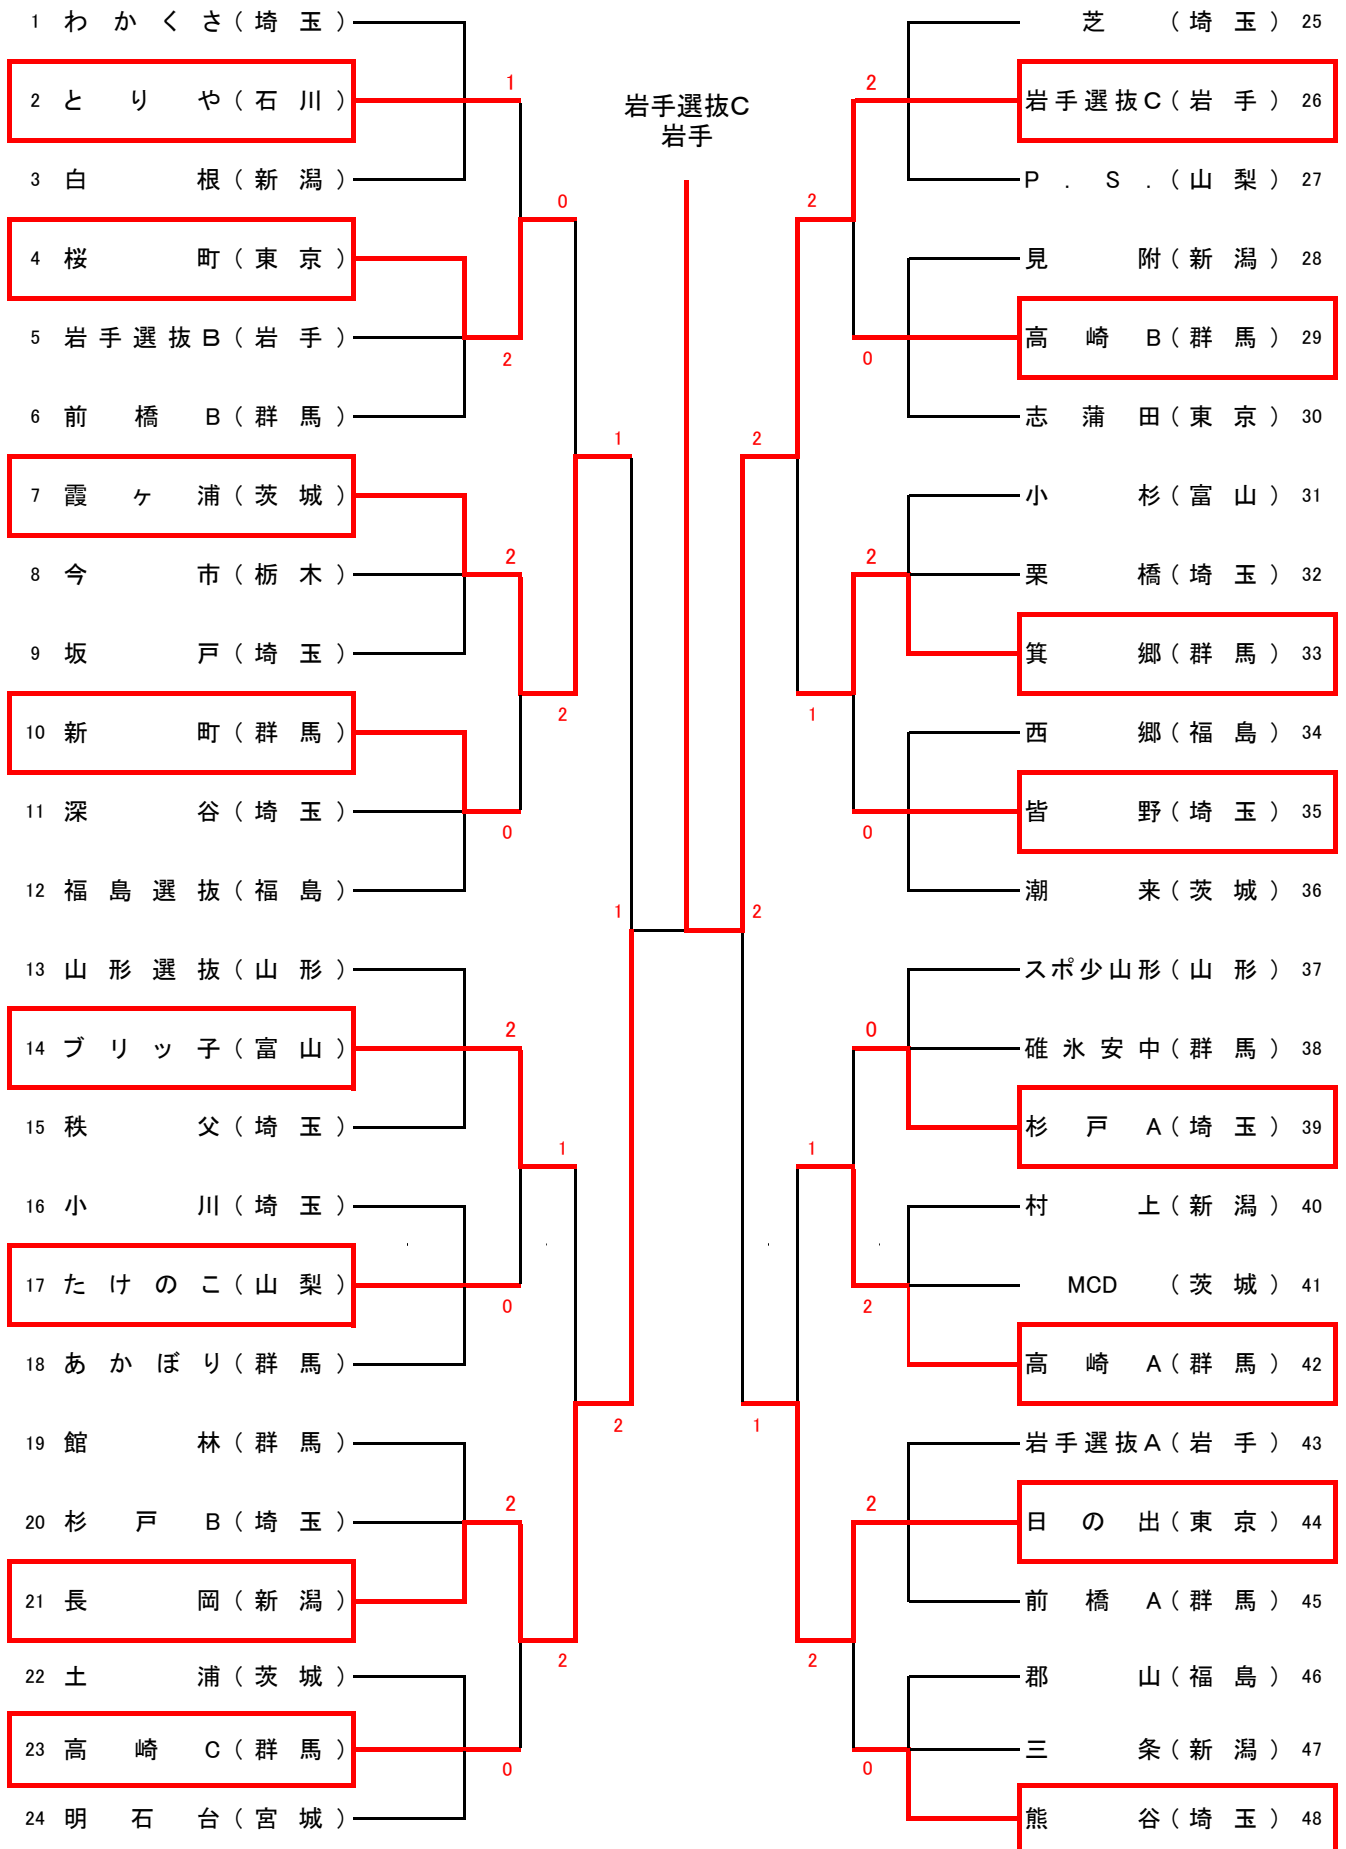 岩手選抜C
岩手
1 わかくさ(埼玉)
2 とりや(石川)
3 白根(新潟)
4 桜町(東京)
5 岩手選抜B(岩手)
6 前橋B(群馬)
7 霞ヶ浦(茨城)
8 今市(栃木)
9 坂戸(埼玉)
10 新町(群馬)
11 深谷(埼玉)
12 福島選抜(福島)
13 山形選抜(山形)
14 ブリッ子(富山)
15 秩父(埼玉)
16 小川(埼玉)
17 たけのこ(山梨)
18 あかぼり(群馬)
19 館林(群馬)
20 杉戸B(埼玉)
21 長岡(新潟)
22 土浦(茨城)
23 高崎C(群馬)
24 明石台(宮城)
1
2
2
0
2
0
2
0
0
2
1
2
1
2
1
2
2
1
2
1
1
2
2
0
2
0
0
2
2
0
芝(埼玉) 25
岩手選抜C(岩手) 26
P.S.(山梨) 27
見附(新潟) 28
高崎B(群馬) 29
志蒲田(東京) 30
小杉(富山) 31
栗橋(埼玉) 32
箕郷(群馬) 33
西郷(福島) 34
皆野(埼玉) 35
潮来(茨城) 36
スポ少山形(山形) 37
碓氷安中(群馬) 38
杉戸A(埼玉) 39
村上(新潟) 40
MCD(茨城) 41
高崎A(群馬) 42
岩手選抜A(岩手) 43
日の出(東京) 44
前橋A(群馬) 45
郡山(福島) 46
三条(新潟) 47
熊谷(埼玉) 48